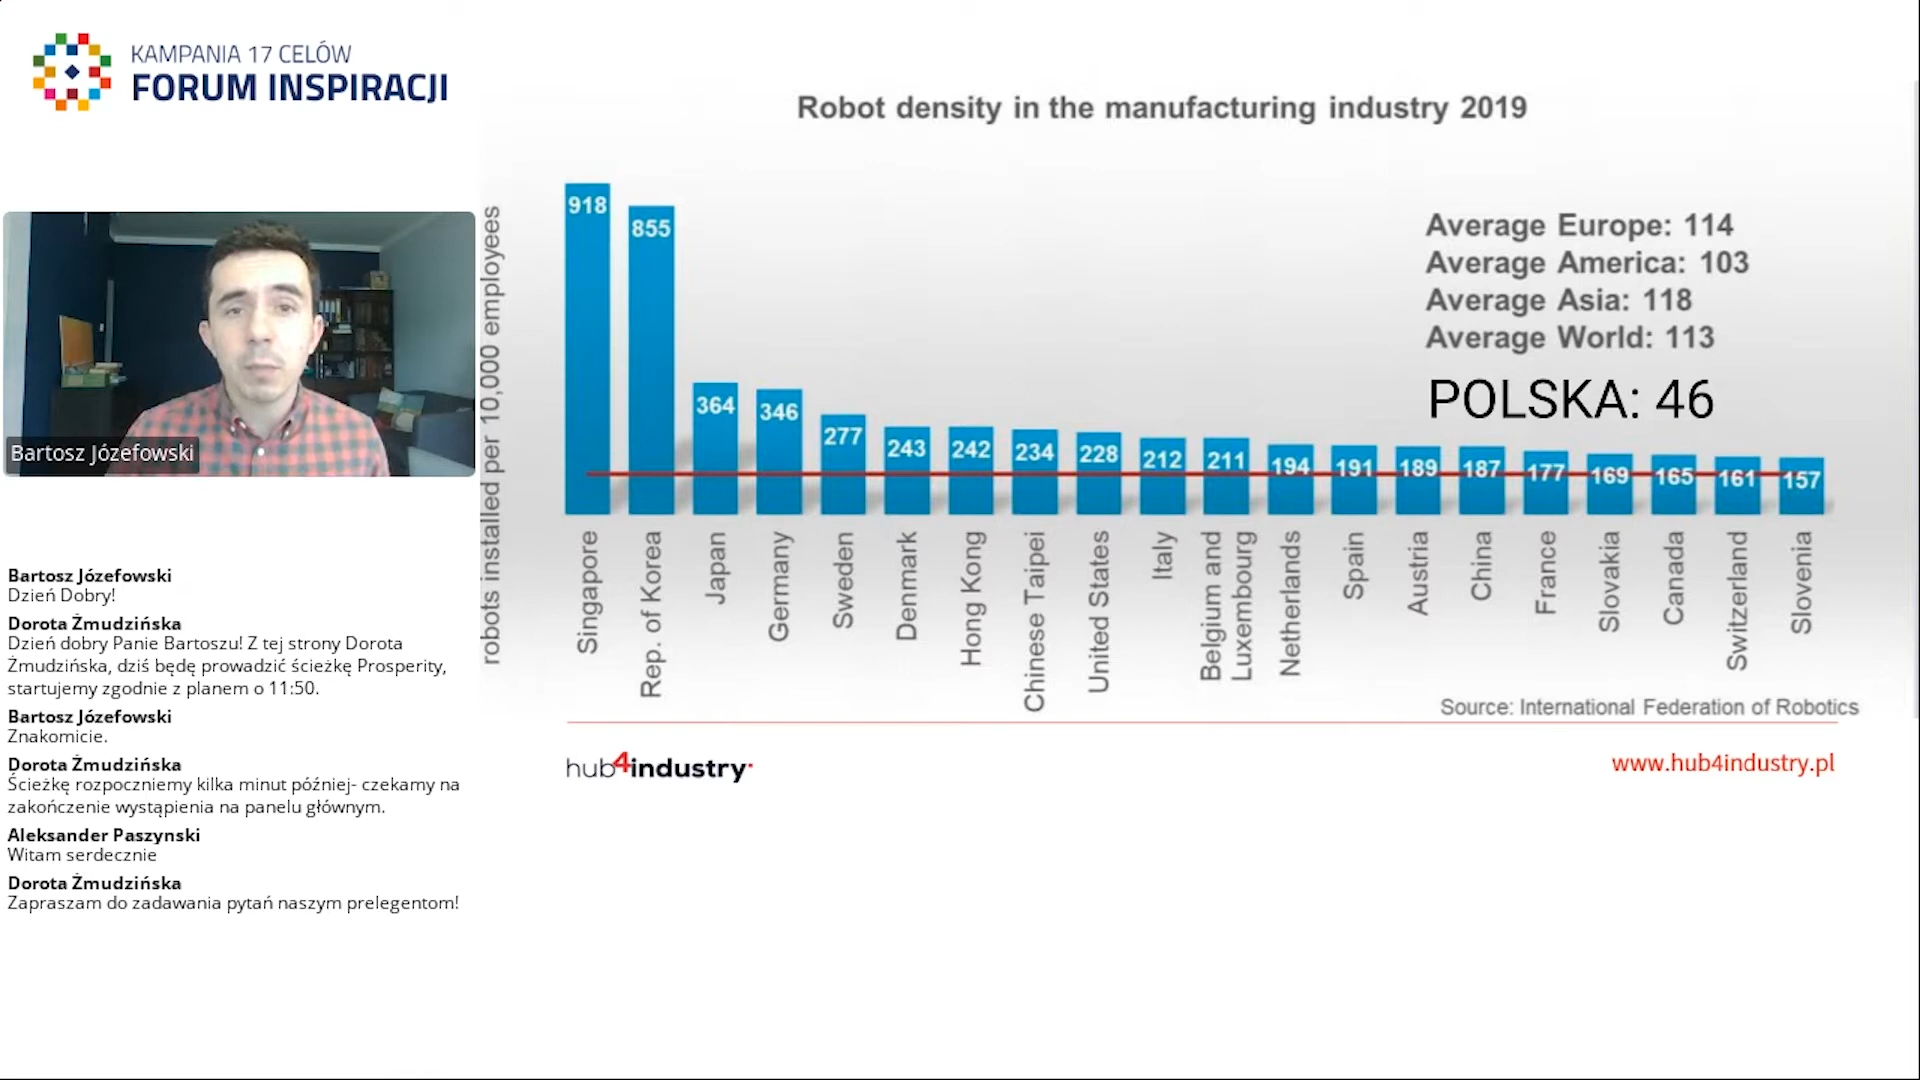 KAMPANIA 17 CELÓW
FORUM INSPIRACJI
Bartosz Józefowski
Bartosz Józefowski
Dzień Dobry!
Dorota Żmudzińska
Dzień dobry Panie Bartoszu! Z tej strony Dorota
Żmudzińska, dziś będę prowadzić ścieżkę Prosperity,
startujemy zgodnie z planem o 11:50.
Bartosz Józefowski
Znakomicie.
Dorota Żmudzińska
Ścieżkę rozpoczniemy kilka minut później- czekamy na
zakończenie wystąpienia na panelu głównym.
Aleksander Paszynski
Witam serdecznie
Dorota Żmudzińska
Zapraszam do zadawania pytań naszym prelegentom!
Robot density in the manufacturing industry 2019
robots installed per 10,000 employees
918
855
364
346
277
243
242
234
228
212
211
194
191
189
187
177
169
165
161
157
Average Europe: 114
Average America: 103
Average Asia: 118
Average World: 113
POLSKA: 46
Singapore
Rep. of Korea
Japan
Germany
Sweden
Denmark
Hong Kong
Chinese Taipei
United States
Italy
Belgium and
Luxembourg
Netherlands
Spain
Austria
China
France
Slovakia
Canada
Switzerland
Slovenia
Source: International Federation of Robotics
hub4industry
www.hub4industry.pl